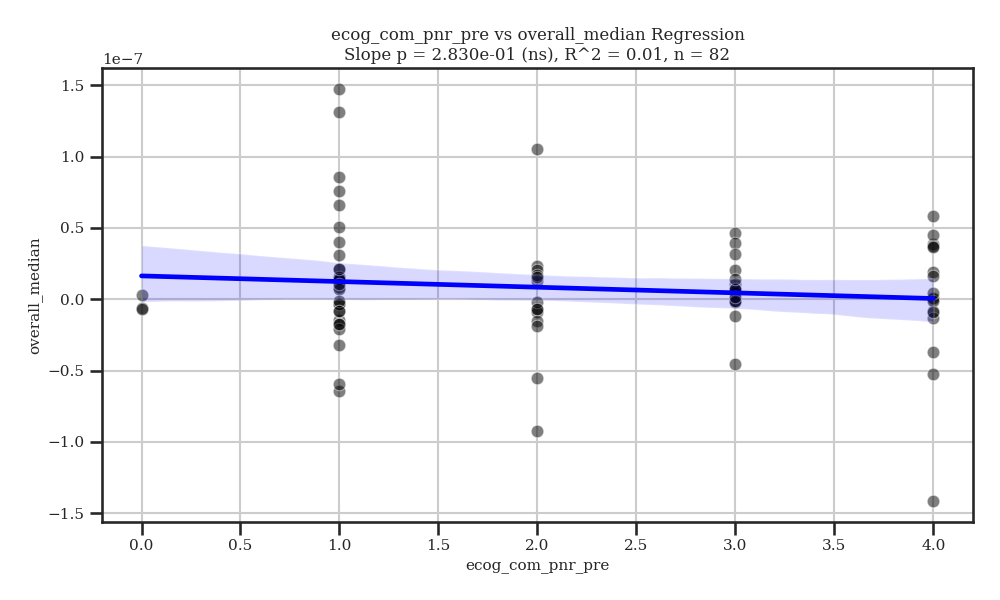 ecog_com_pnr_pre vs overall_median Regression
Slope p = 2.830e-01 (ns), R^2 = 0.01, n = 82
1e−7
1.5
1.0
0.5
0.0
−0.5
−1.0
−1.5
overall_median
0.0 0.5 1.0 1.5 2.0 2.5 3.0 3.5 4.0
ecog_com_pnr_pre